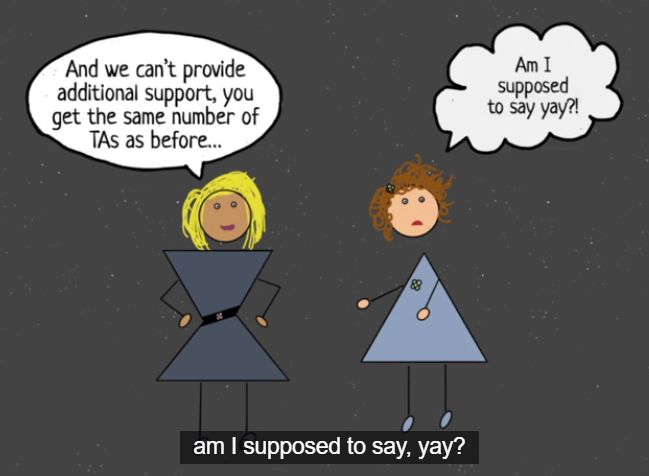 And we can't provide
additional support, you
get the same number of
TAs as before...
Am I
supposed
to say yay?!
am I supposed to say, yay?